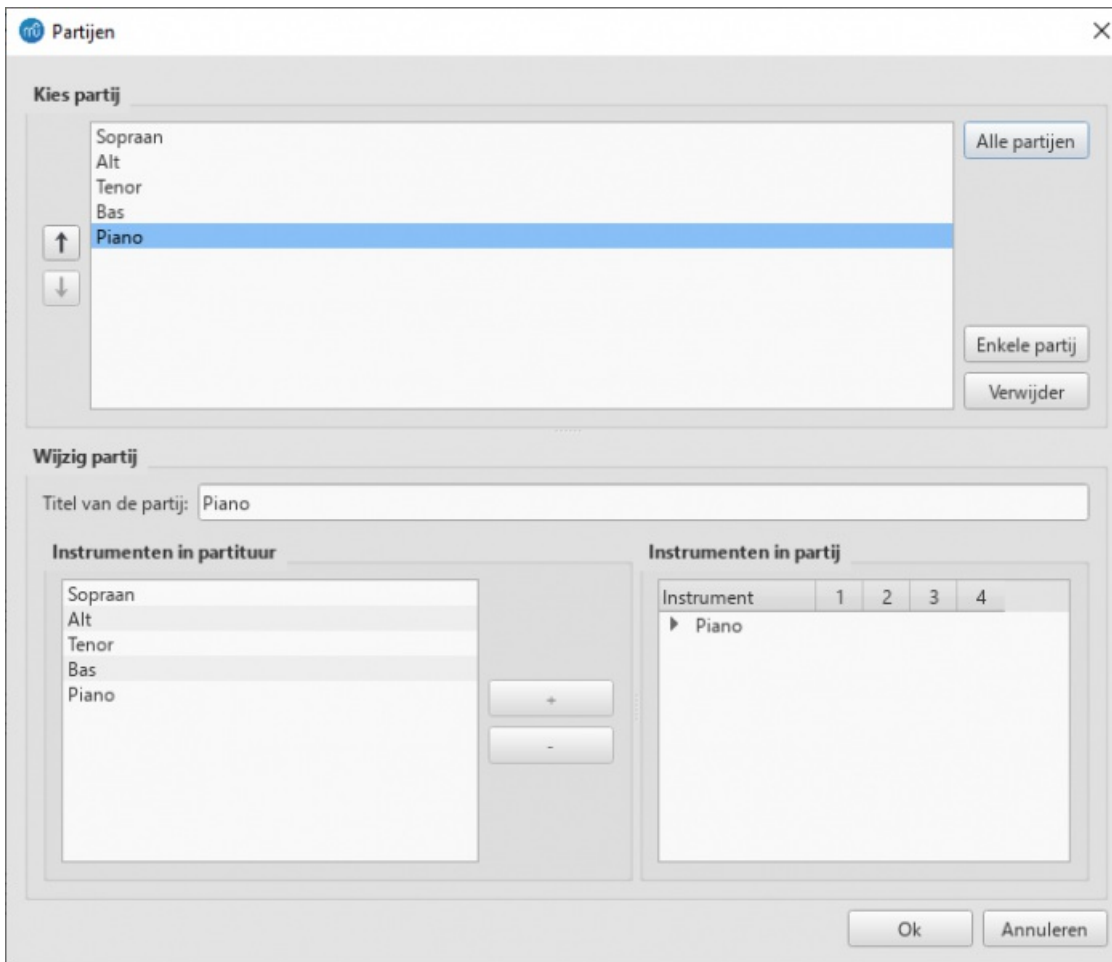 Partijen
Kies partij
Sopraan
Alt
Tenor
Bas
Piano
Alle partijen
Enkele partij
Verwijder
Wijzig partij
Titel van de partij: Piano
Instrumenten in partituur
Sopraan
Alt
Tenor
Bas
Piano
+
-
Instrumenten in partij
Instrument 1 2 3 4
Piano
Ok Annuleren